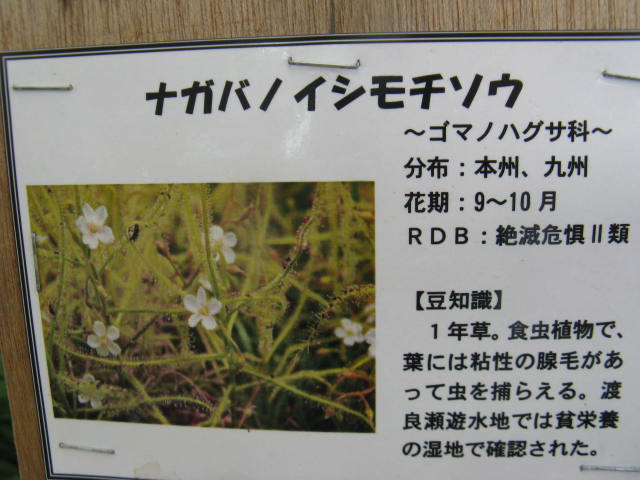 ナガバノイシモチソウ
～ゴマノハグサ科～
分布：本州、九州
花期：9～10月
ＲＤＢ：絶滅危惧Ⅱ類
【豆知識】
１年草。食虫植物で、
葉には粘性の腺毛があ
って虫を捕らえる。渡
良瀬遊水地では貧栄養
の湿地で確認された。